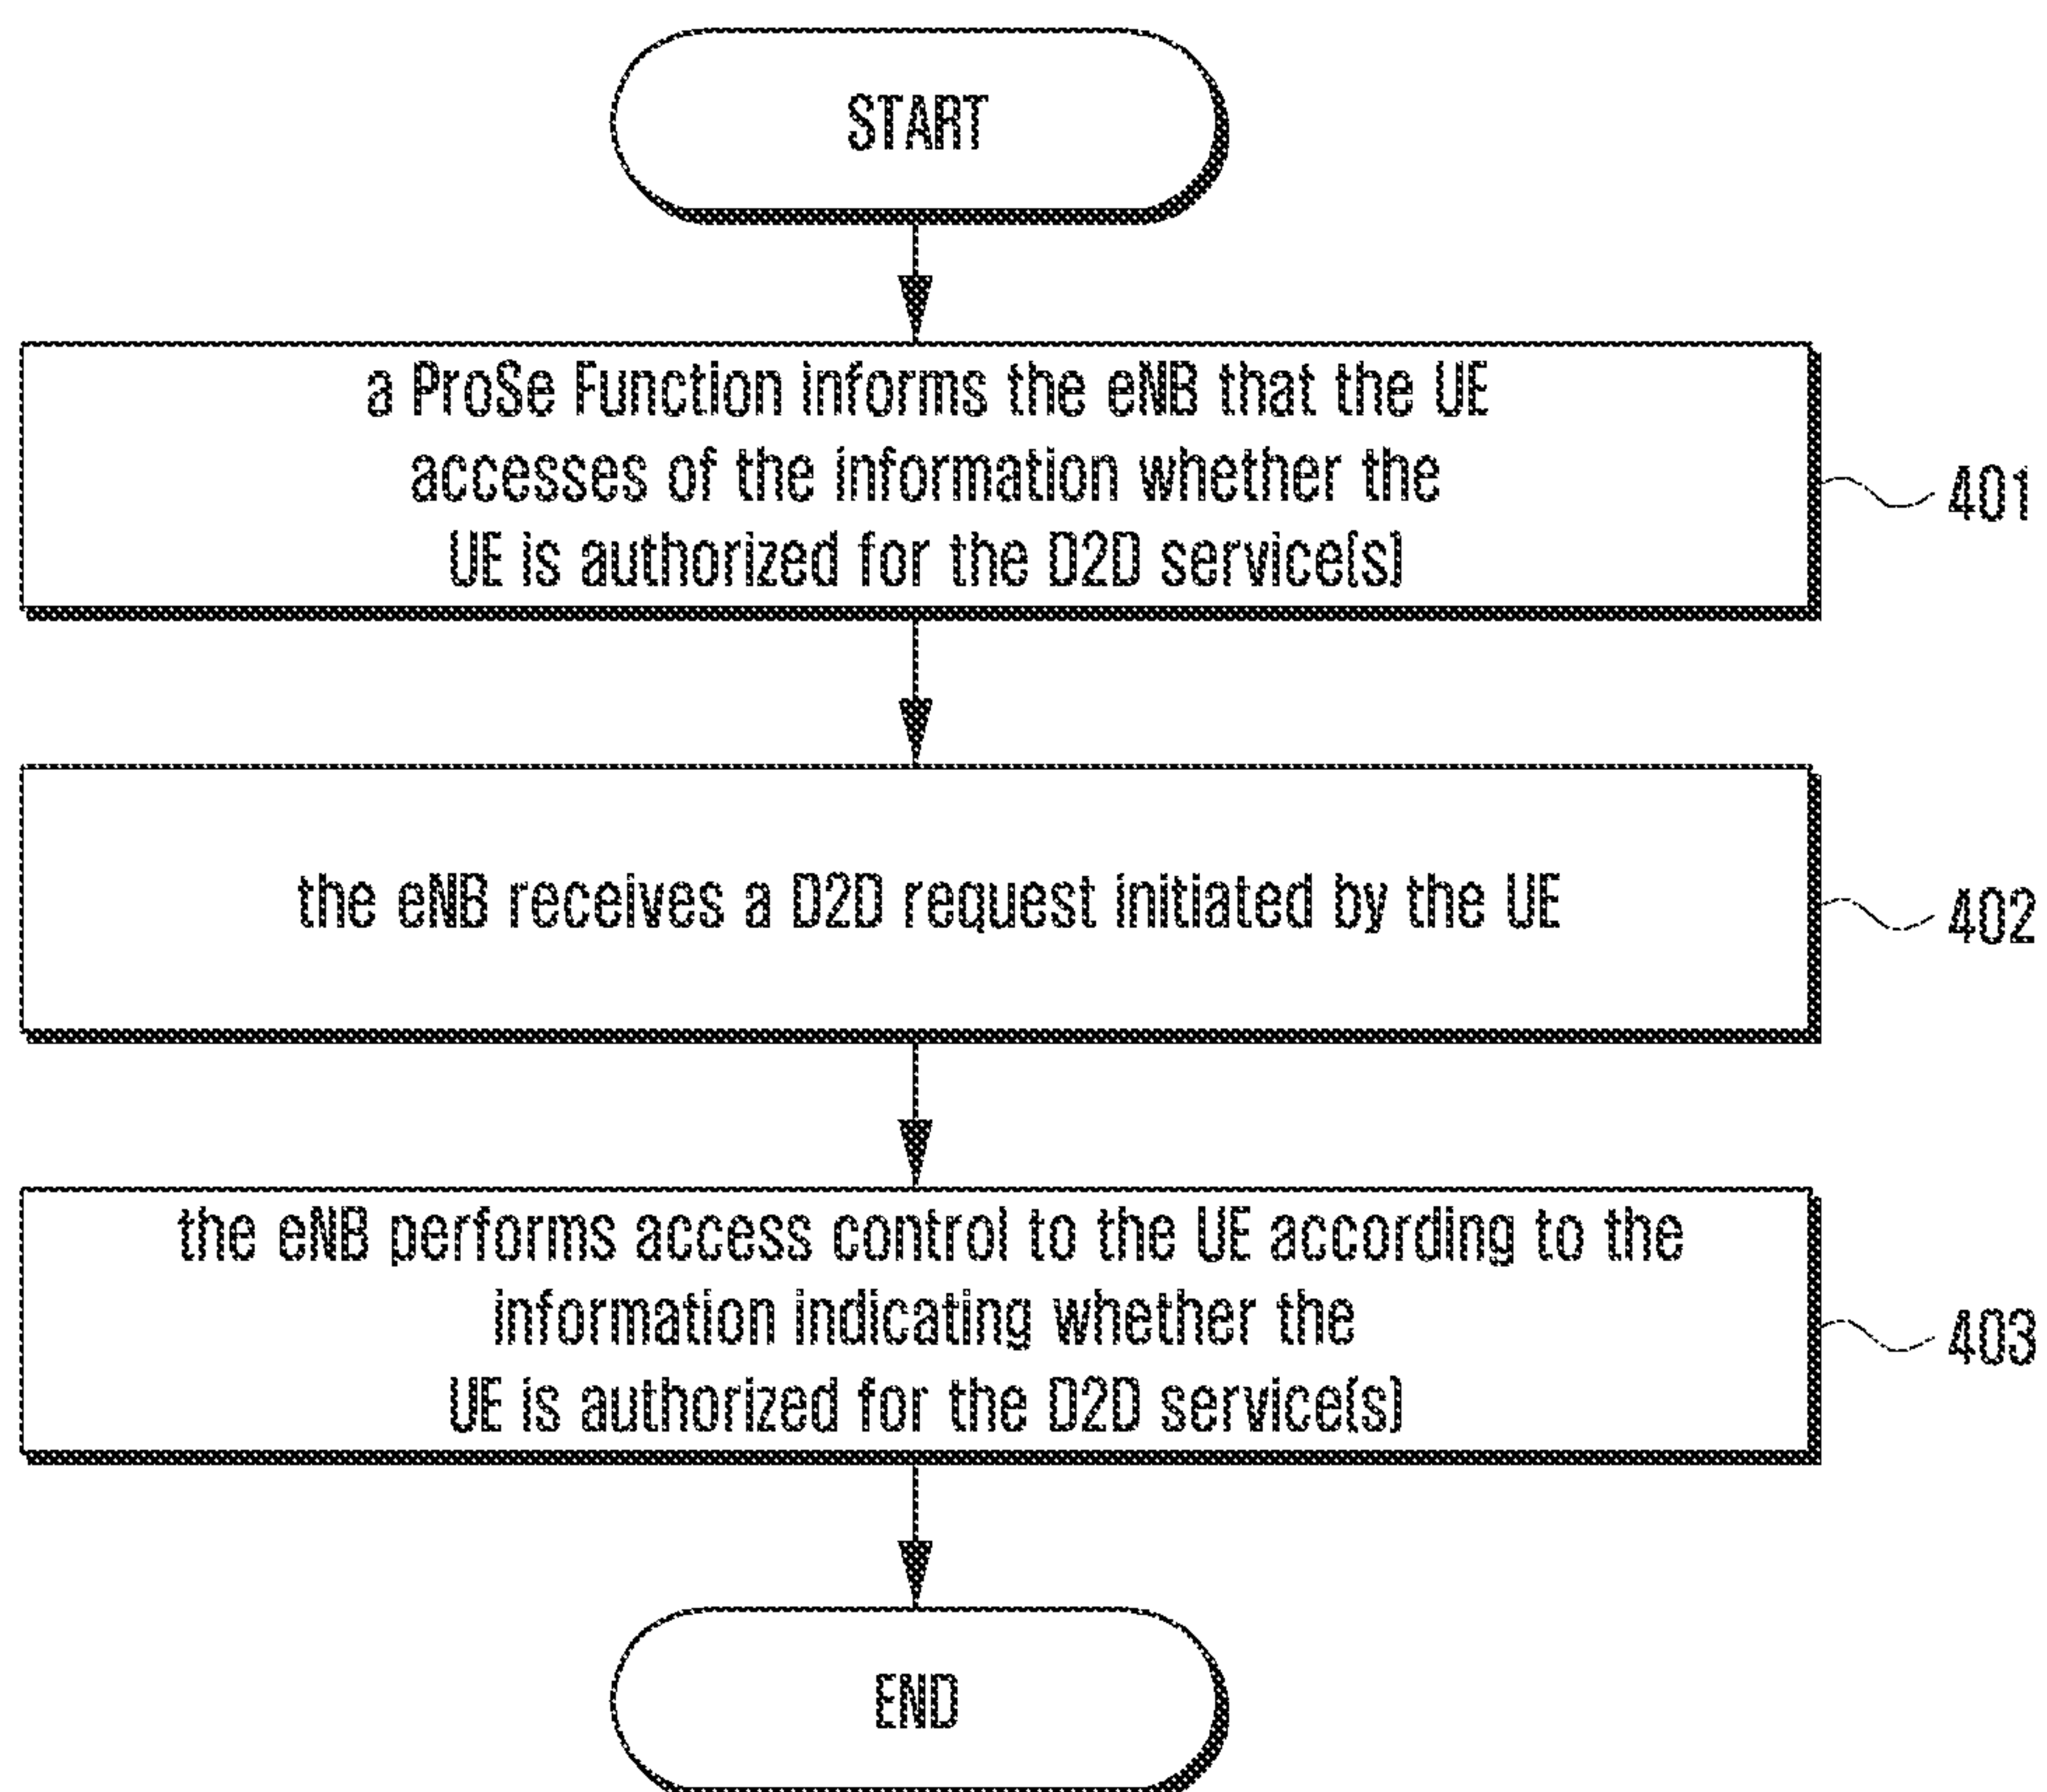 START
a ProSe Function informs the eNB that the UE
accesses of the information whether the
UE is authorized for the D2D service(s)
401
the eNB receives a D2D request initiated by the UE
402
the eNB performs access control to the UE according to the
information indicating whether the
UE is authorized for the D2D service(s)
403
END